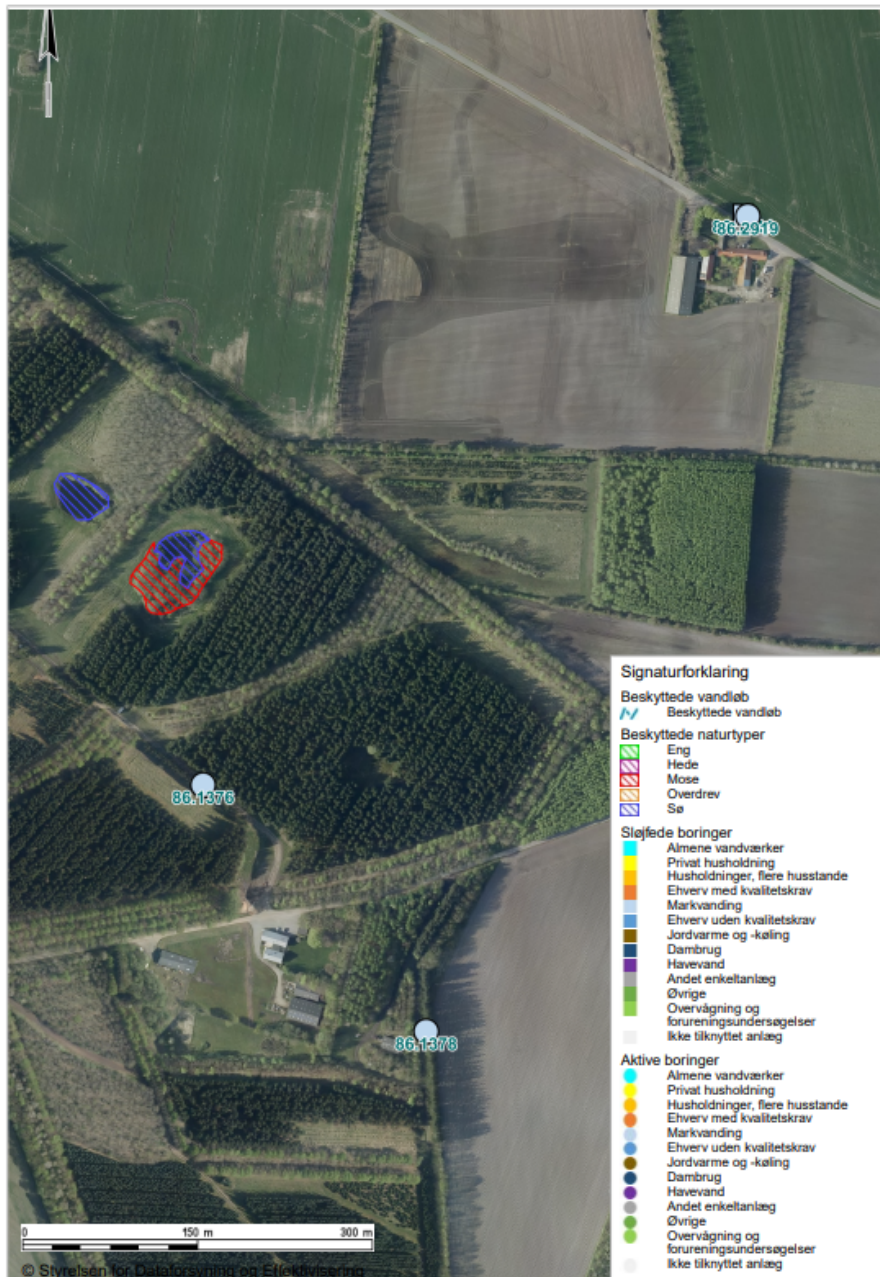 86.2919
86.1376
86.1378
Signaturforklaring
Beskyttede vandløb
Beskyttede vandløb
Beskyttede naturtyper
Eng
Hede
Mose
Overdrev
Sø
Sløjfede boringer
Almene vandværker
Privat husholdning
Husholdninger, flere husstande
Ehverv med kvalitetskrav
Markvanding
Ehverv uden kvalitetskrav
Jordvarme og -køling
Dambrug
Havevand
Andet enkeltanlæg
Øvrige
Overvågning og
forureningsundersøgelser
Ikke tilknyttet anlæg
Aktive boringer
Almene vandværker
Privat husholdning
Husholdninger, flere husstande
Ehverv med kvalitetskrav
Markvanding
Ehverv uden kvalitetskrav
Jordvarme og -køling
Dambrug
Havevand
Andet enkeltanlæg
Øvrige
Overvågning og
forureningsundersøgelser
Ikke tilknyttet anlæg
0 150 m 300 m
© Styrelsen for Dataforsyning og Effektivisering